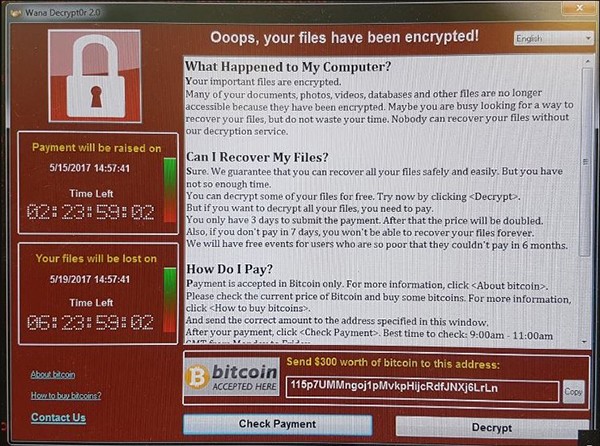 Wana Decrypt0r 2.0
Ooops, your files have been encrypted!
English
What Happened to My Computer?
Your important files are encrypted.
Many of your documents, photos, videos, databases and other files are no longer
accessible because they have been encrypted. Maybe you are busy looking for a way to
recover your files, but do not waste your time. Nobody can recover your files without
our decryption service.
Can I Recover My Files?
Sure. We guarantee that you can recover all your files safely and easily. But you have
not so enough time.
You can decrypt some of your files for free. Try now by clicking <Decrypt>.
But if you want to decrypt all your files, you need to pay.
You only have 3 days to submit the payment. After that the price will be doubled.
Also, if you don't pay in 7 days, you won't be able to recover your files forever.
We will have free events for users who are so poor that they couldn't pay in 6 months.
How Do I Pay?
Payment is accepted in Bitcoin only. For more information, click <About bitcoin>.
Please check the current price of Bitcoin and buy some bitcoins. For more information,
click <How to buy bitcoins>.
And send the correct amount to the address specified in this window.
After your payment, click <Check Payment>. Best time to check: 9:00am - 11:00am
GMT from Monday to Friday.
Payment will be raised on
5/15/2017 14:57:41
Time Left
02:23:59:02
Your files will be lost on
5/19/2017 14:57:41
Time Left
06:23:59:02
About bitcoin
How to buy bitcoins?
Contact Us
bitcoin
ACCEPTED HERE
Send $300 worth of bitcoin to this address:
115p7UMMngoj1pMvkpHijcRdfJNXj6LrLn
Copy
Check Payment
Decrypt